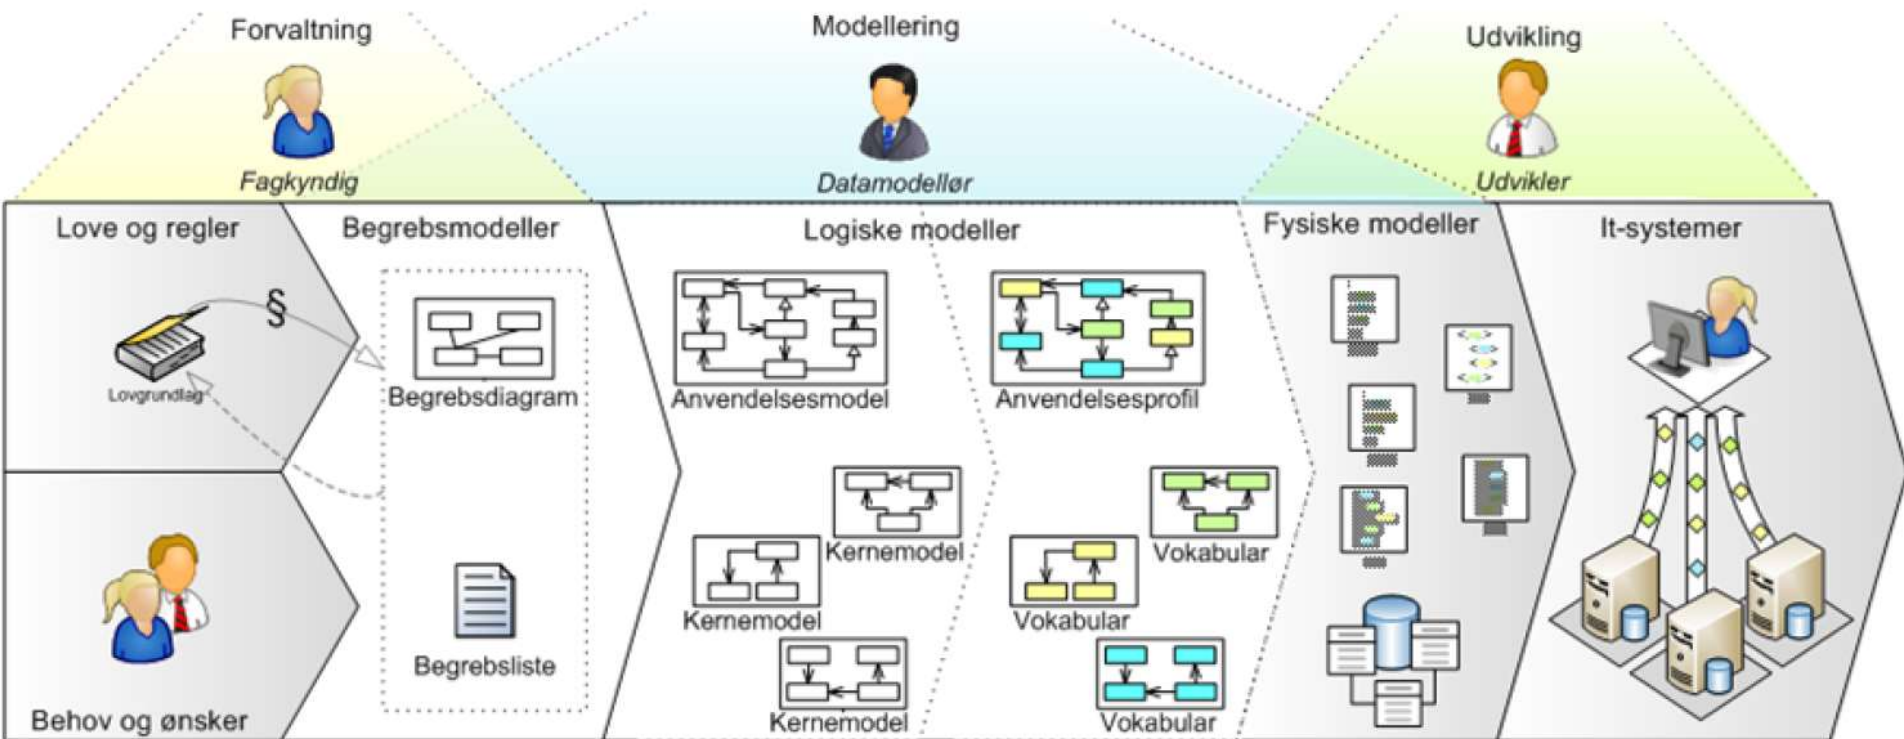 Forvaltning
Modellering
Udvikling
Fagkyndig
Datamodellør
Udvikler
Love og regler
Begrebsmodeller
Logiske modeller
Fysiske modeller
It-systemer
§
Lovgrundlag
Begrebsdiagram
Anvendelsesmodel
Anvendelsesprofil
Kernemodel
Vokabular
Kernemodel
Vokabular
Begrebsliste
Behov og ønsker
Kernemodel
Vokabular